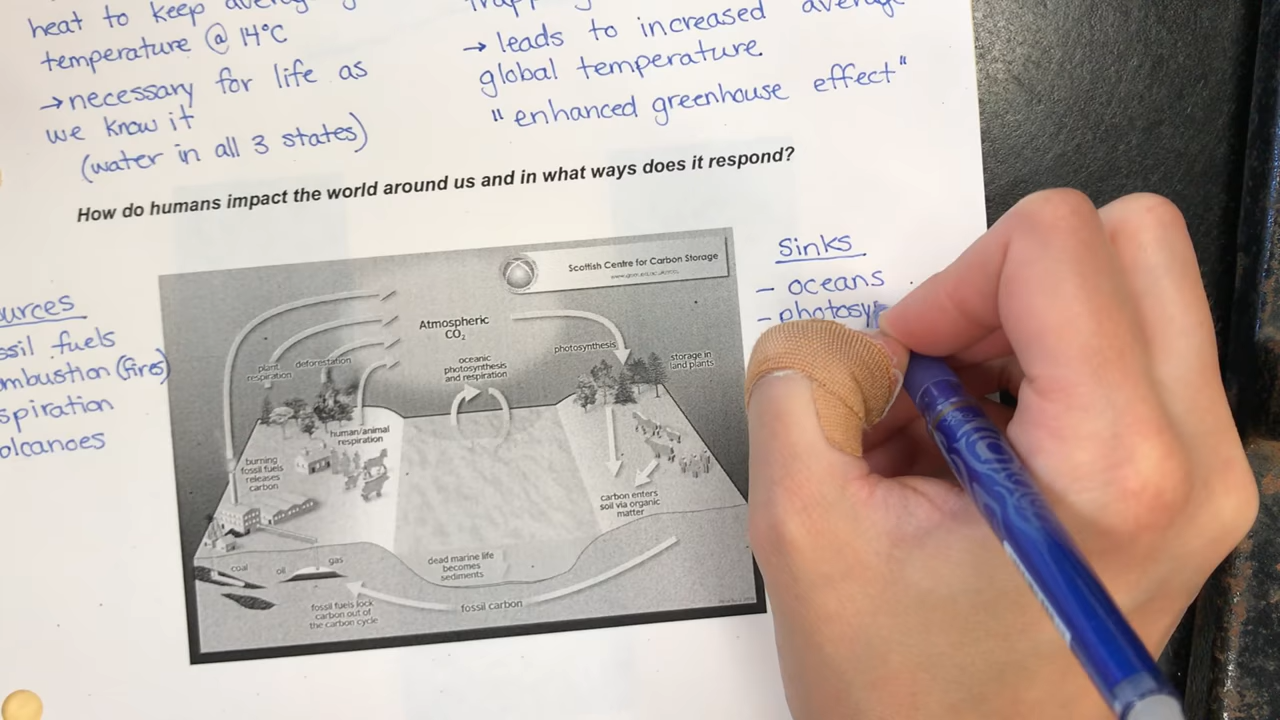 heat to keep
temperature @ 14°C
→ necessary for life as
we know it
(water in all 3 states)
→ leads to increased average
global temperature.
"enhanced greenhouse effect"
How do humans impact the world around us and in what ways does it respond?
urces
ssil fuels
mbustion (fires)
spiration
olcanoes
Scottish Centre for Carbon Storage
Atmospheric
CO₂
plant
respiration
deforestation
oceanic
photosynthesis
and respiration
photosynthesis
storage in
land plants
human/animal
respiration
burning
fossil fuels
releases
carbon
carbon enters
soil via organic
matter
coal
oil
gas
dead marine life
becomes
sediments
fossil fuels lock
carbon out of
the carbon cycle
fossil carbon
Sinks
- oceans
- photosy